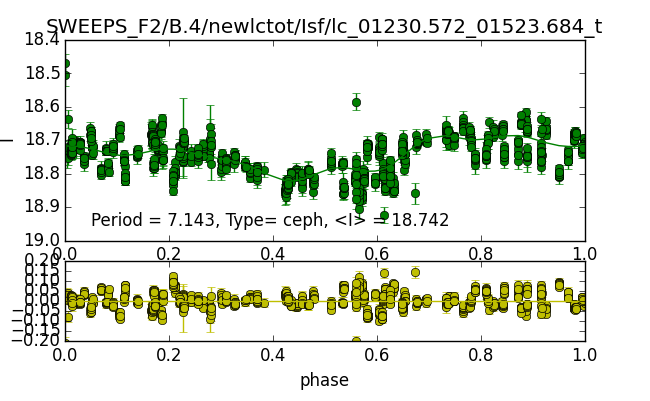 SWEEPS_F2/B.4/newlctot/Isf/lc_01230.572_01523.684_t
18.4
18.5
18.6
18.7
18.8
18.9
19.0
I
Period = 7.143, Type= ceph, <I> = 18.742
0.0 0.2 0.4 0.6 0.8 1.0
0.20
0.15
0.10
0.05
0.00
−0.05
−0.10
−0.15
−0.20
0.0 0.2 0.4 0.6 0.8 1.0
phase